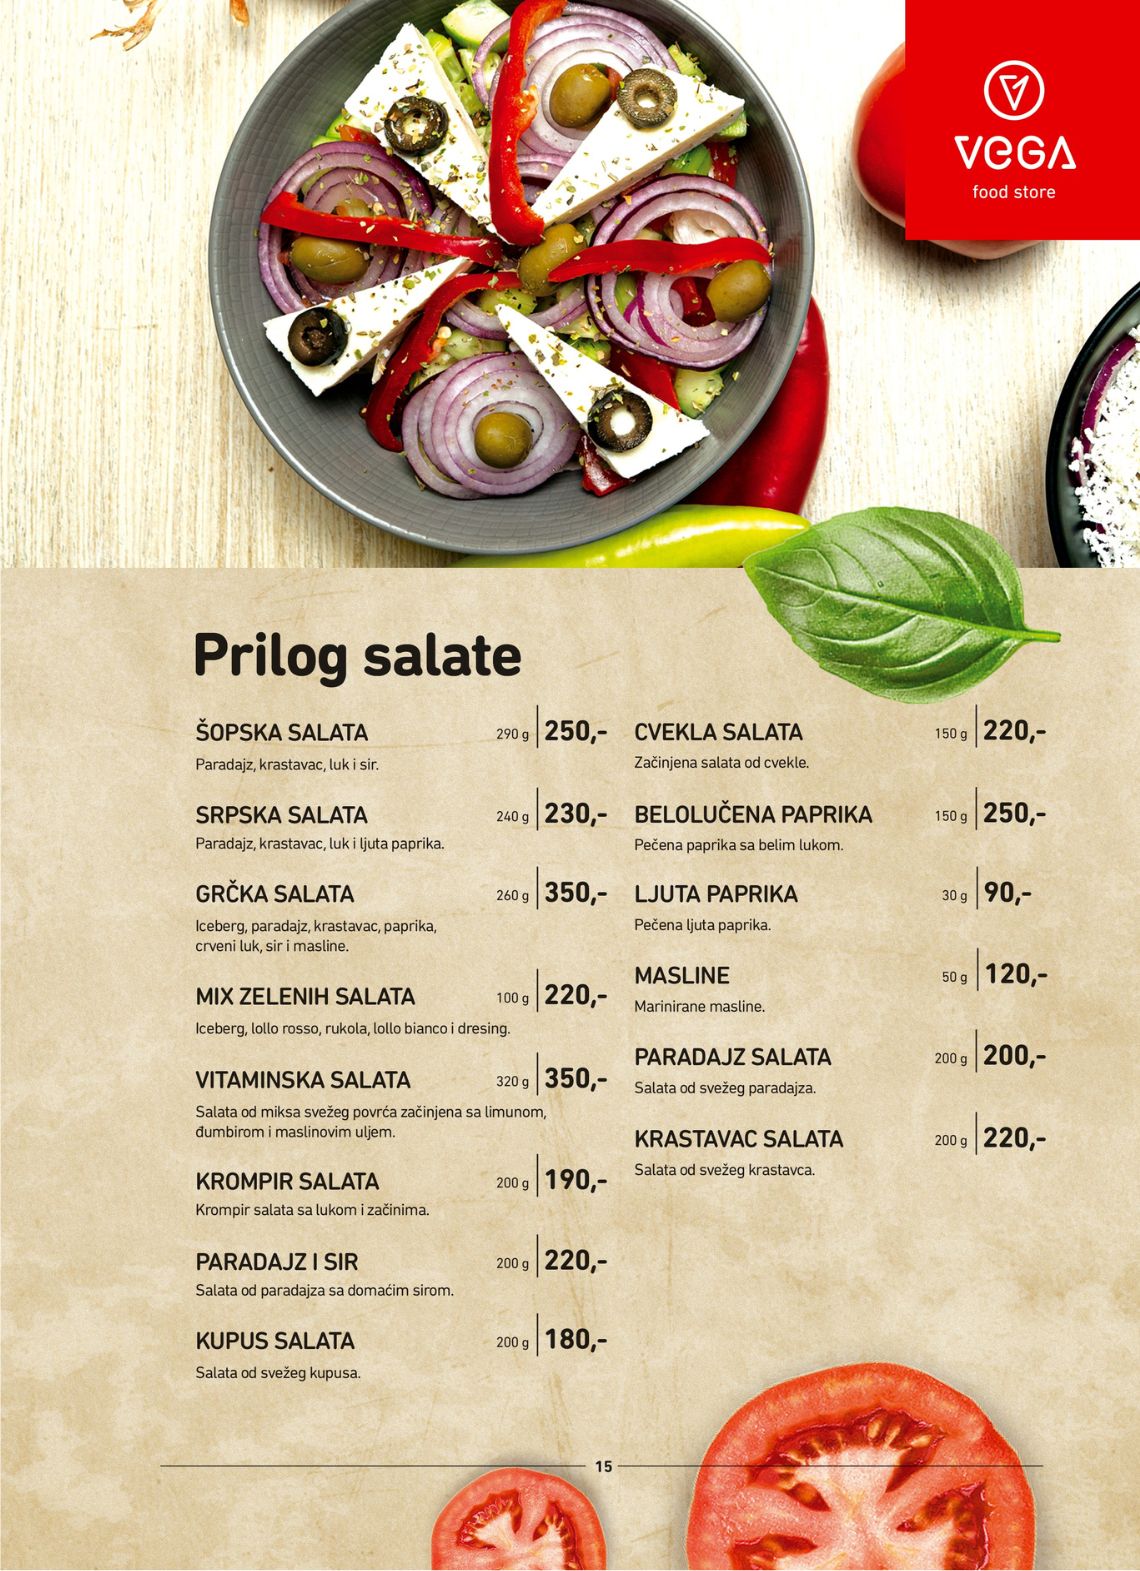 VEGA
food store
Prilog salate
ŠOPSKA SALATA 290 g 250,-
Paradajz, krastavac, luk i sir.
SRPSKA SALATA 240 g 230,-
Paradajz, krastavac, luk i ljuta paprika.
GRČKA SALATA 260 g 350,-
Iceberg, paradajz, krastavac, paprika,
crveni luk, sir i masline.
MIX ZELENIH SALATA 100 g 220,-
Iceberg, lollo rosso, rukola, lollo bianco i dresing.
VITAMINSKA SALATA 320 g 350,-
Salata od miksa svežeg povrća začinjena sa limunom,
đumbirom i maslinovim uljem.
KROMPIR SALATA 200 g 190,-
Krompir salata sa lukom i začinima.
PARADAJZ I SIR 200 g 220,-
Salata od paradajza sa domaćim sirom.
KUPUS SALATA 200 g 180,-
Salata od svežeg kupusa.
CVEKLA SALATA 150 g 220,-
Začinjena salata od cvekle.
BELOLUČENA PAPRIKA 150 g 250,-
Pečena paprika sa belim lukom.
LJUTA PAPRIKA 30 g 90,-
Pečena ljuta paprika.
MASLINE 50 g 120,-
Marinirane masline.
PARADAJZ SALATA 200 g 200,-
Salata od svežeg paradajza.
KRASTAVAC SALATA 200 g 220,-
Salata od svežeg krastavca.
15